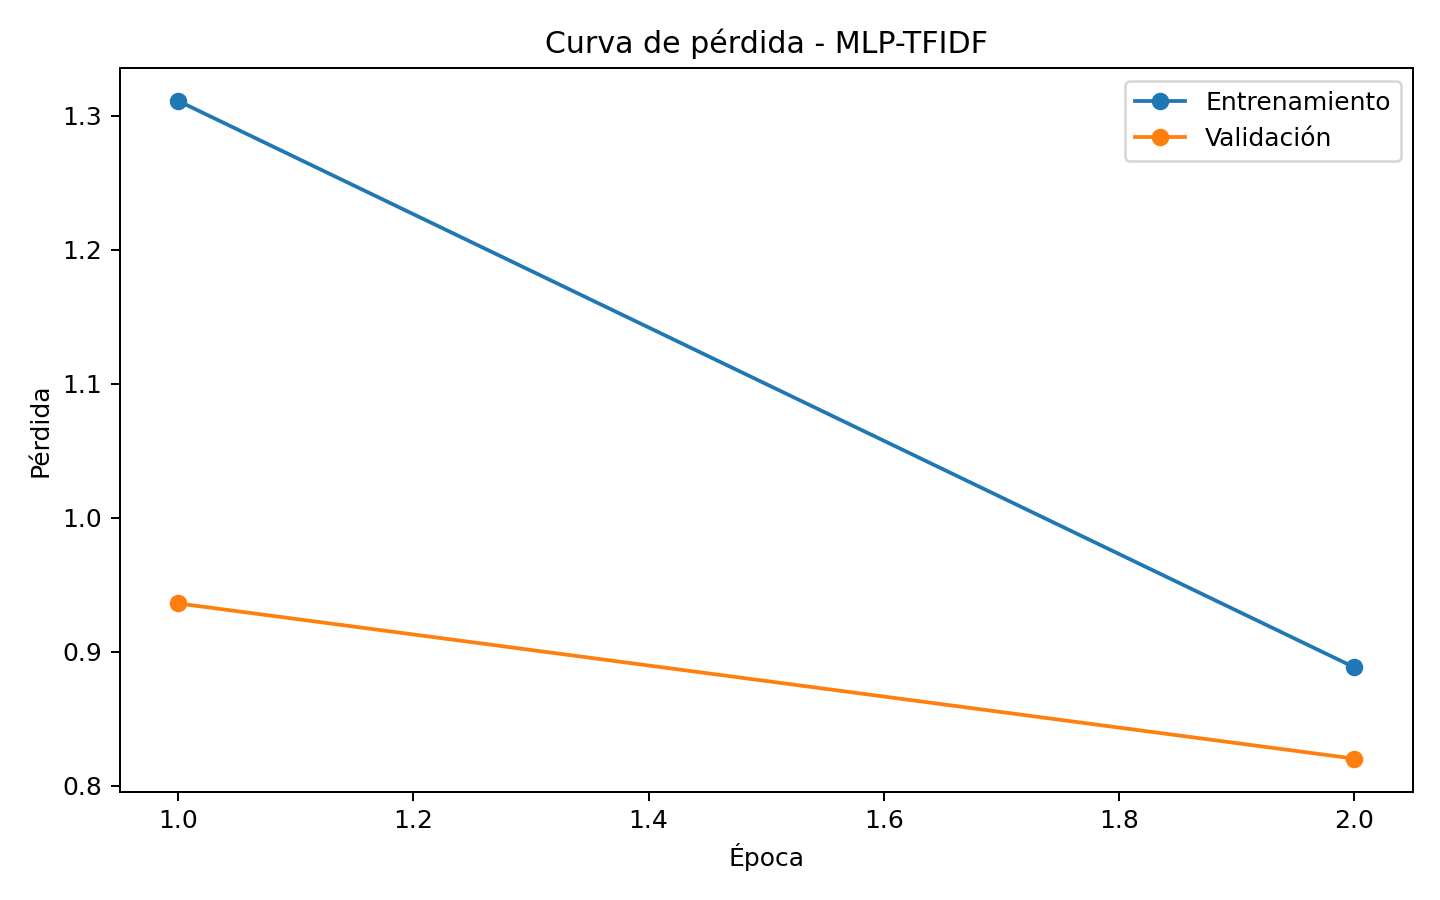 Curva de pérdida - MLP-TFIDF
Entrenamiento
Validación
Pérdida
1.3
1.2
1.1
1.0
0.9
0.8
1.0 1.2 1.4 1.6 1.8 2.0
Época